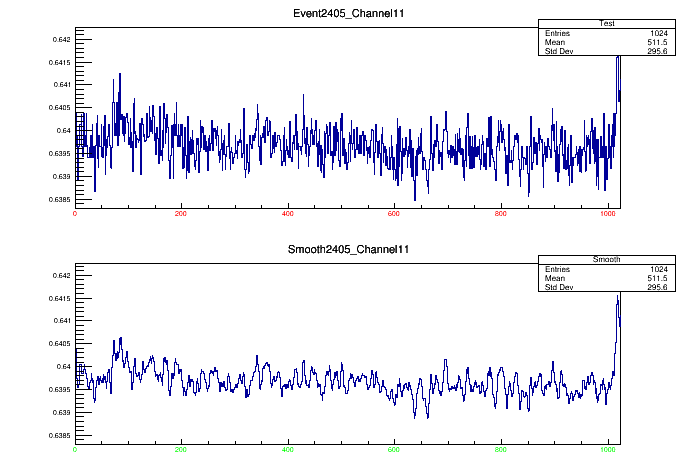 Event2405_Channel11
Test
Entries 1024
Mean 511.5
Std Dev 295.6
0.642
0.6415
0.641
0.6405
0.64
0.6395
0.639
0.6385
0 200 400 600 800 1000
Smooth2405_Channel11
Smooth
Entries 1024
Mean 511.5
Std Dev 295.6
0.642
0.6415
0.641
0.6405
0.64
0.6395
0.639
0.6385
0 200 400 600 800 1000